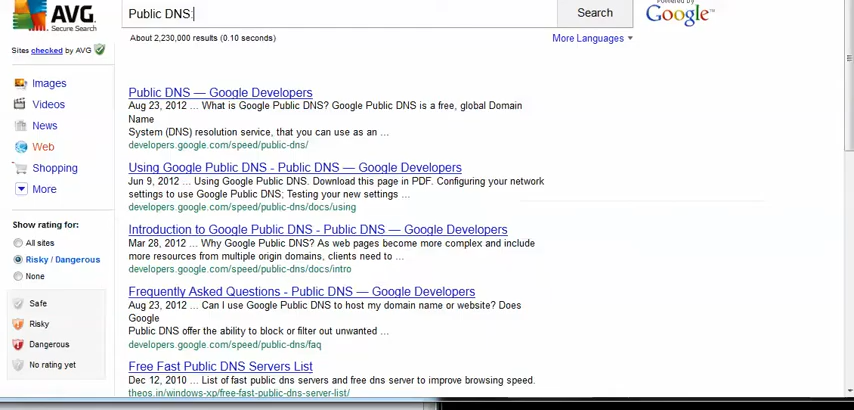 AVG.
Secure Search
Public DNS:
Search
Powered by
Google
About 2,230,000 results (0.10 seconds)
More Languages
Sites checked by AVG
Images
Videos
News
Web
Shopping
More
Show rating for:
All sites
Risky / Dangerous
None
Safe
Risky
Dangerous
No rating yet
Public DNS — Google Developers
Aug 23, 2012 ... What is Google Public DNS? Google Public DNS is a free, global Domain
Name
System (DNS) resolution service, that you can use as an ...
developers.google.com/speed/public-dns/
Using Google Public DNS - Public DNS — Google Developers
Jun 9, 2012 ... Using Google Public DNS. Download this page in PDF. Configuring your network
settings to use Google Public DNS; Testing your new settings ...
developers.google.com/speed/public-dns/docs/using
Introduction to Google Public DNS - Public DNS — Google Developers
Mar 28, 2012 ... Why Google Public DNS? As web pages become more complex and include
more resources from multiple origin domains, clients need to ...
developers.google.com/speed/public-dns/docs/intro
Frequently Asked Questions - Public DNS — Google Developers
Aug 23, 2012 ... Can I use Google Public DNS to host my domain name or website? Does
Google
Public DNS offer the ability to block or filter out unwanted ...
developers.google.com/speed/public-dns/faq
Free Fast Public DNS Servers List
Dec 12, 2010 ... List of fast public dns servers and free dns server to improve browsing speed.
theos.in/windows-xp/free-fast-public-dns-server-list/